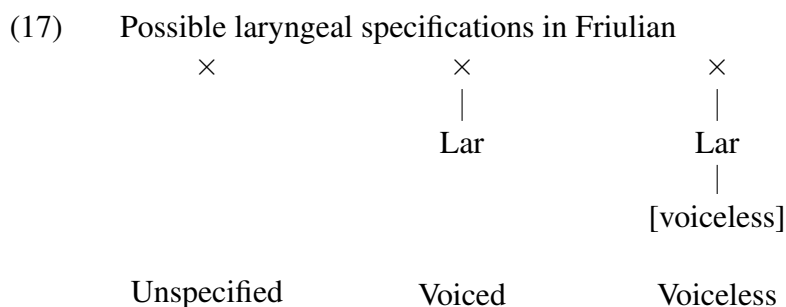 (17) Possible laryngeal specifications in Friulian
× × ×
Lar Lar
[voiceless]
Unspecified Voiced Voiceless